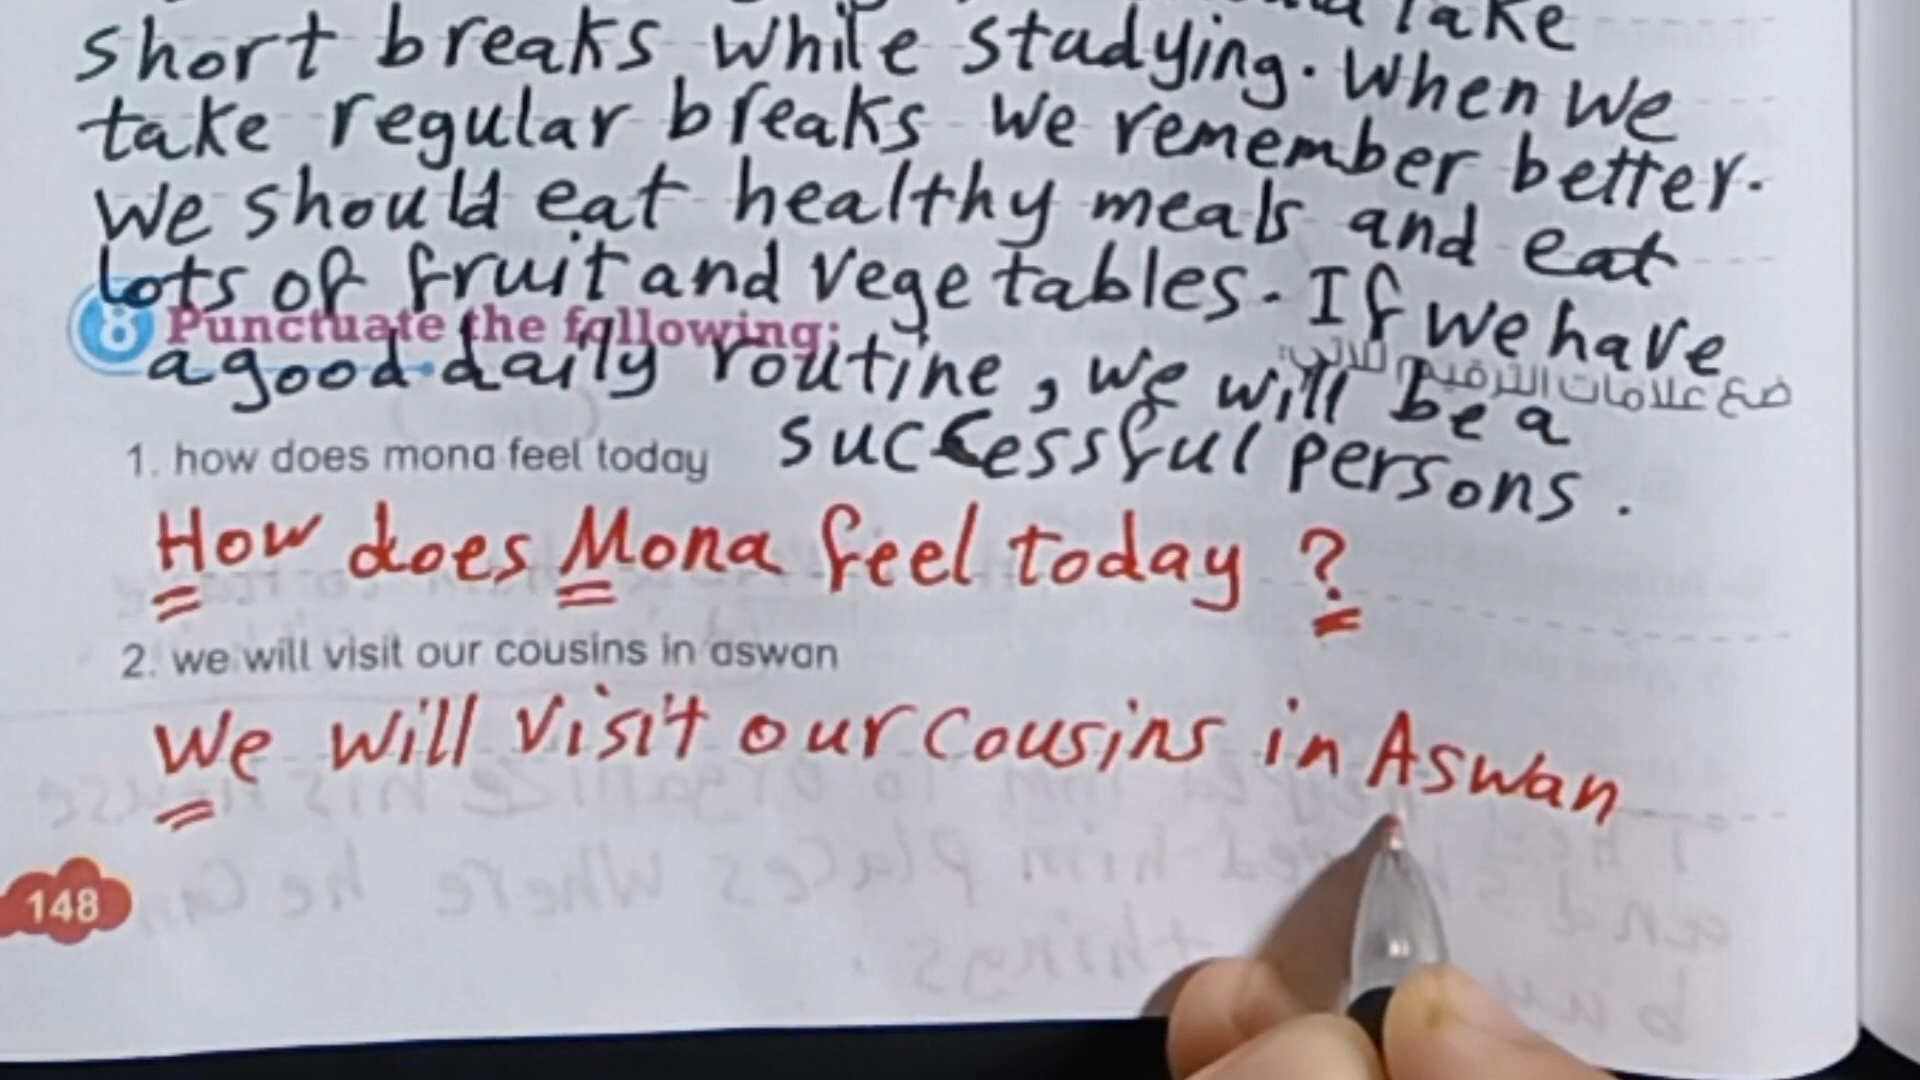 Take
short breaks while studying. When we
take regular breaks we remember better.
We should eat healthy meals and eat
lots of fruit and vegetables. If we have
8 Punctuate the following:
ضع علامات الترقيم للآتي:
a good daily routine, we will be a
successful persons.
1. how does mona feel today
How does Mona feel today ?
2. we will visit our cousins in aswan
We will visit our cousins in Aswan
148